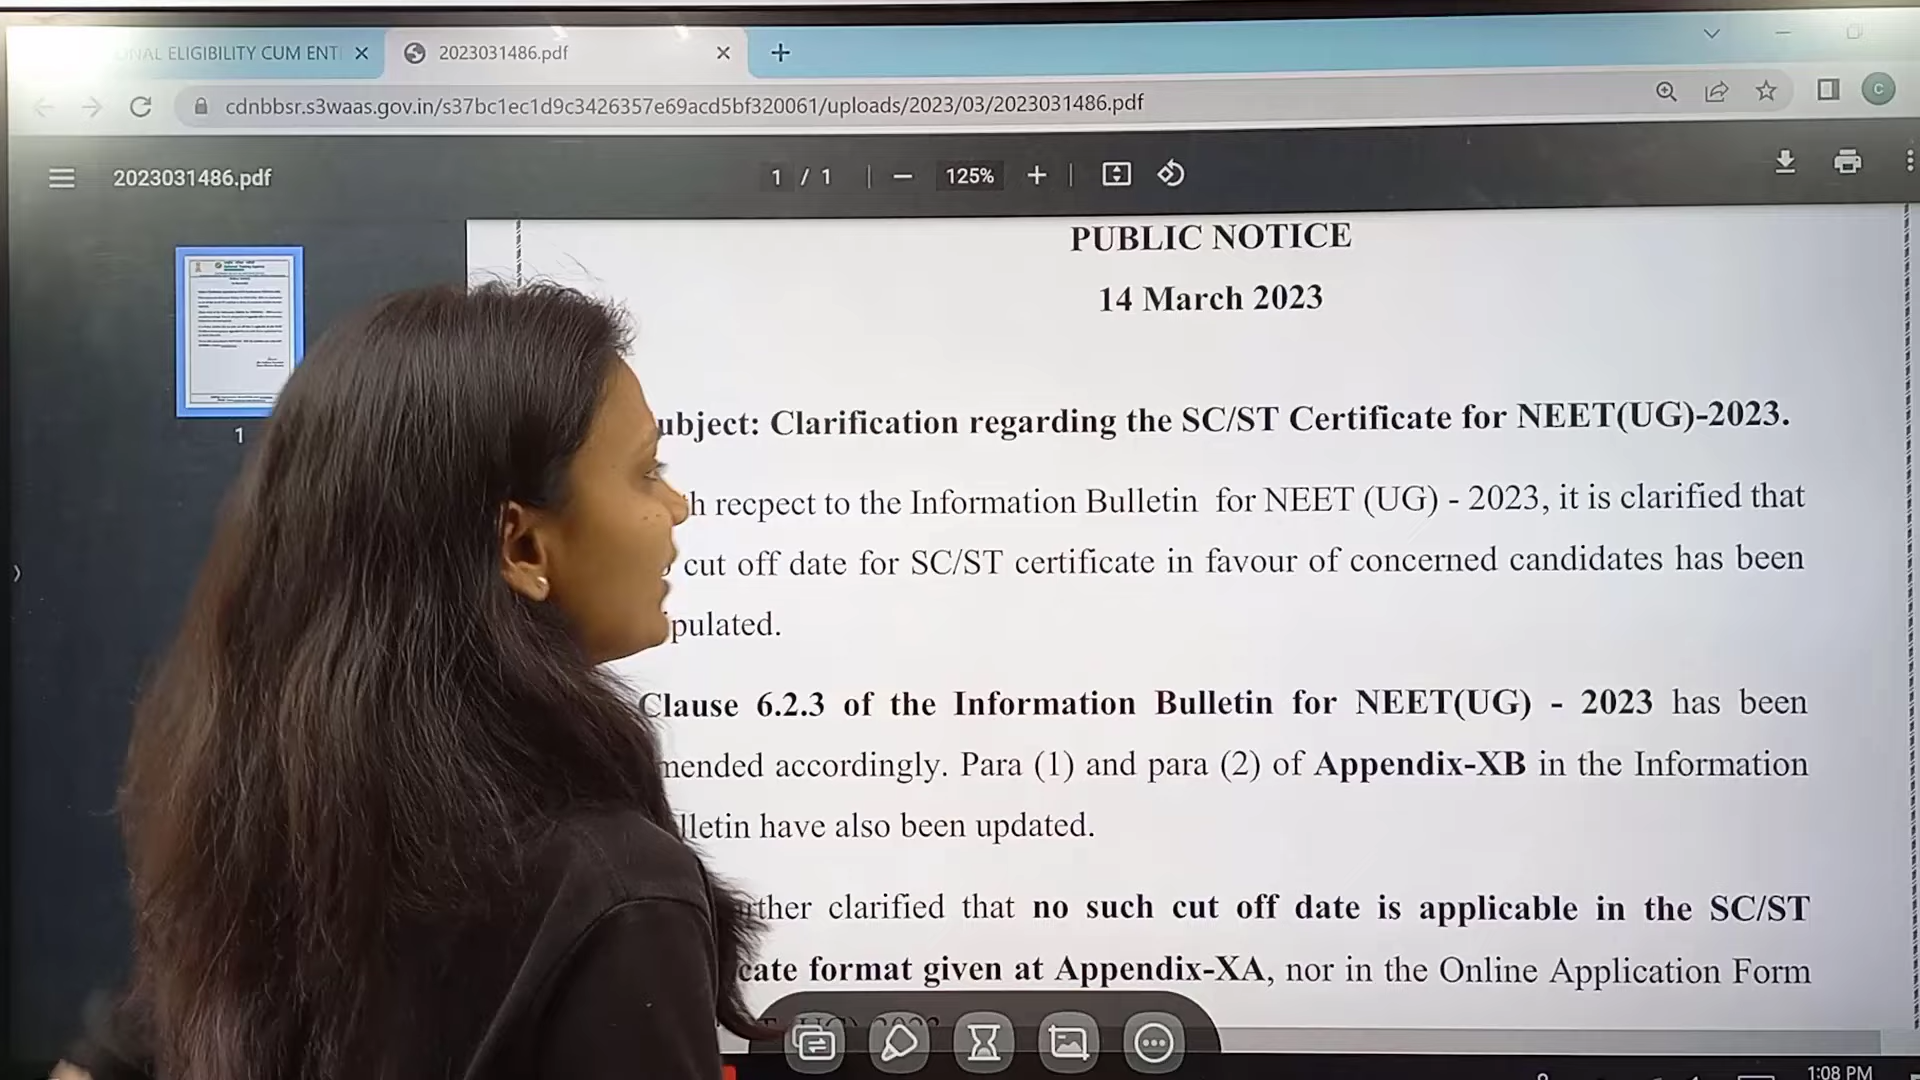 ONAL ELIGIBILITY CUM ENT
2023031486.pdf
cdnbbsr.s3waas.gov.in/s37bc1ec1d9c3426357e69acd5bf320061/uploads/2023/03/2023031486.pdf
C
2023031486.pdf
1 / 1
125%
1
PUBLIC NOTICE
14 March 2023
ubject: Clarification regarding the SC/ST Certificate for NEET(UG)-2023.
h recpect to the Information Bulletin for NEET (UG) - 2023, it is clarified that
cut off date for SC/ST certificate in favour of concerned candidates has been
pulated.
Clause 6.2.3 of the Information Bulletin for NEET(UG) - 2023 has been
mended accordingly. Para (1) and para (2) of Appendix-XB in the Information
lletin have also been updated.
rther clarified that no such cut off date is applicable in the SC/ST
cate format given at Appendix-XA, nor in the Online Application Form
1:08 PM